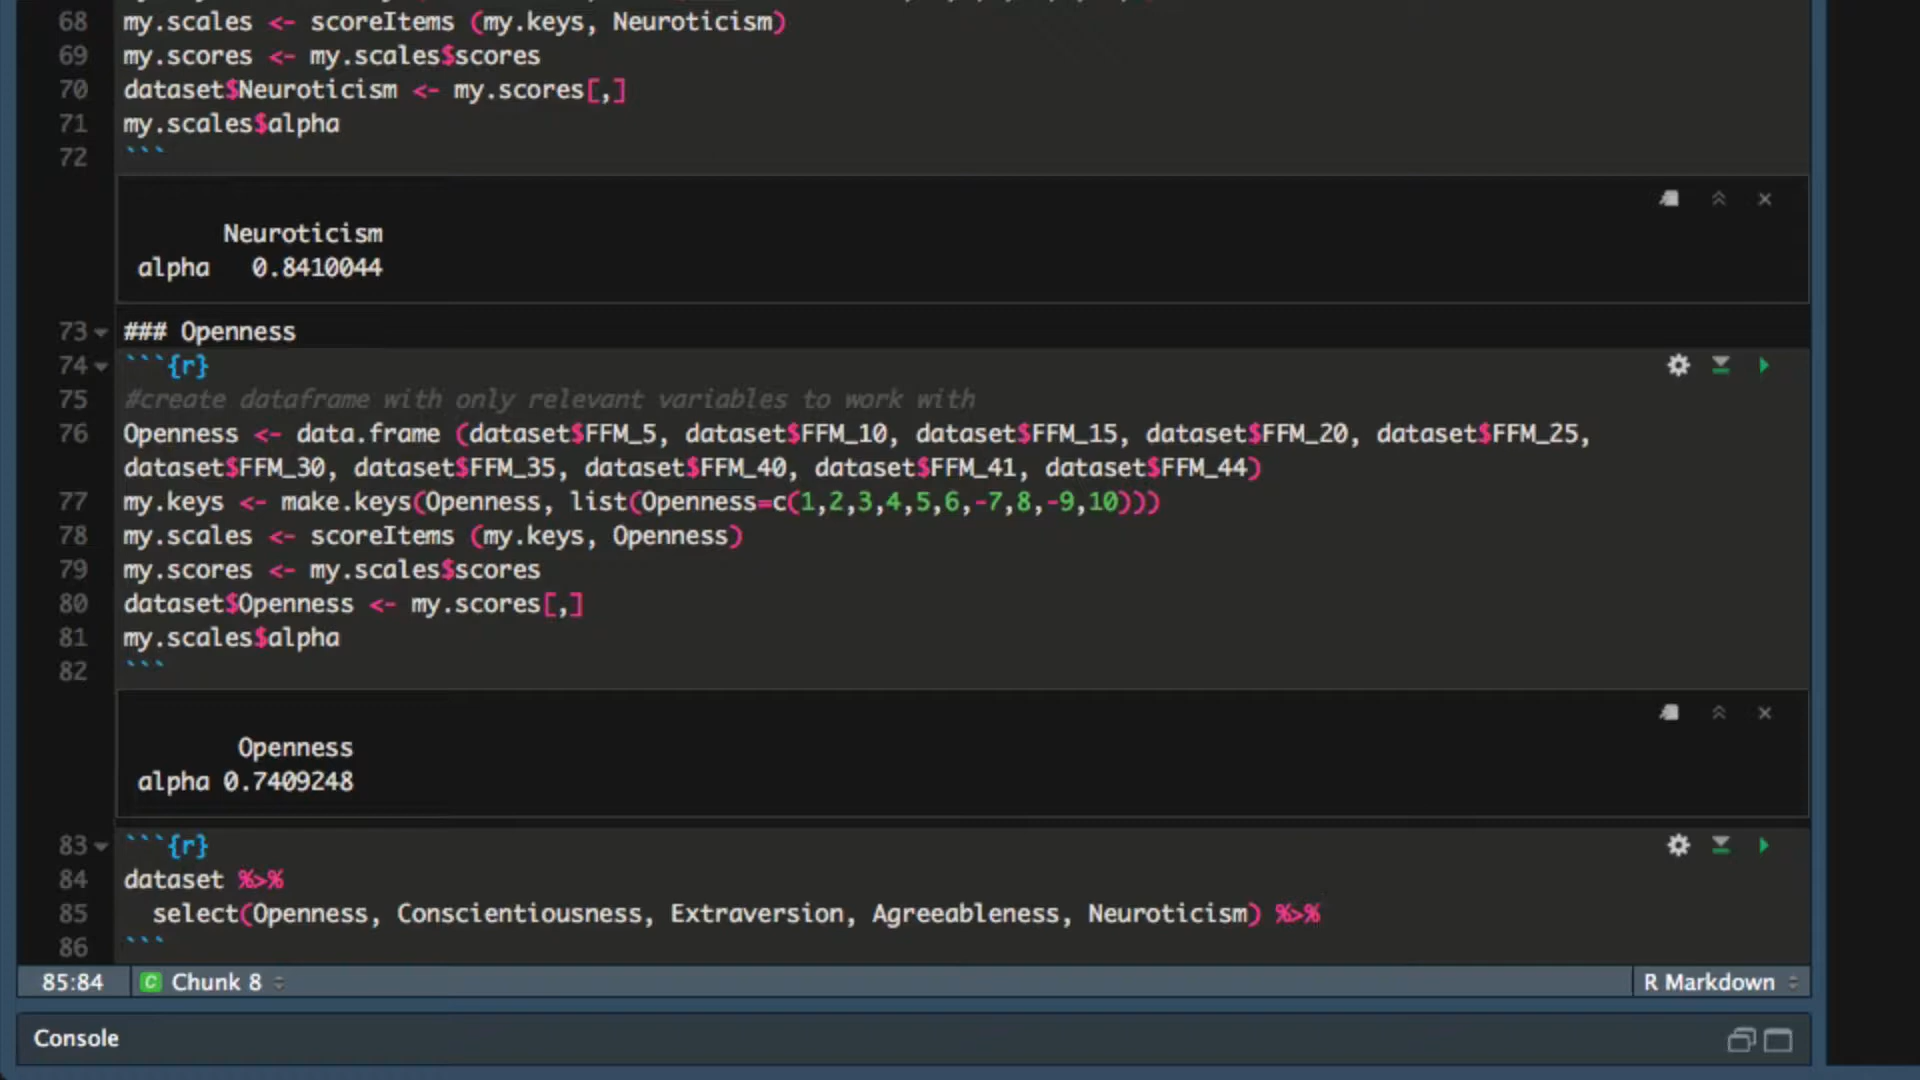 68 my.scales <- scoreItems (my.keys, Neuroticism)
69 my.scores <- my.scales$scores
70 dataset$Neuroticism <- my.scores[,]
71 my.scales$alpha
72 ```
Neuroticism
alpha 0.8410044
73 ### Openness
74 ```{r}
75 #create dataframe with only relevant variables to work with
76 Openness <- data.frame (dataset$FFM_5, dataset$FFM_10, dataset$FFM_15, dataset$FFM_20, dataset$FFM_25,
dataset$FFM_30, dataset$FFM_35, dataset$FFM_40, dataset$FFM_41, dataset$FFM_44)
77 my.keys <- make.keys(Openness, list(Openness=c(1,2,3,4,5,6,-7,8,-9,10)))
78 my.scales <- scoreItems (my.keys, Openness)
79 my.scores <- my.scales$scores
80 dataset$Openness <- my.scores[,]
81 my.scales$alpha
82 ```
Openness
alpha 0.7409248
83 ```{r}
84 dataset %>%
85 select(Openness, Conscientiousness, Extraversion, Agreeableness, Neuroticism) %>%
86 ```
85:84 C Chunk 8 R Markdown
Console